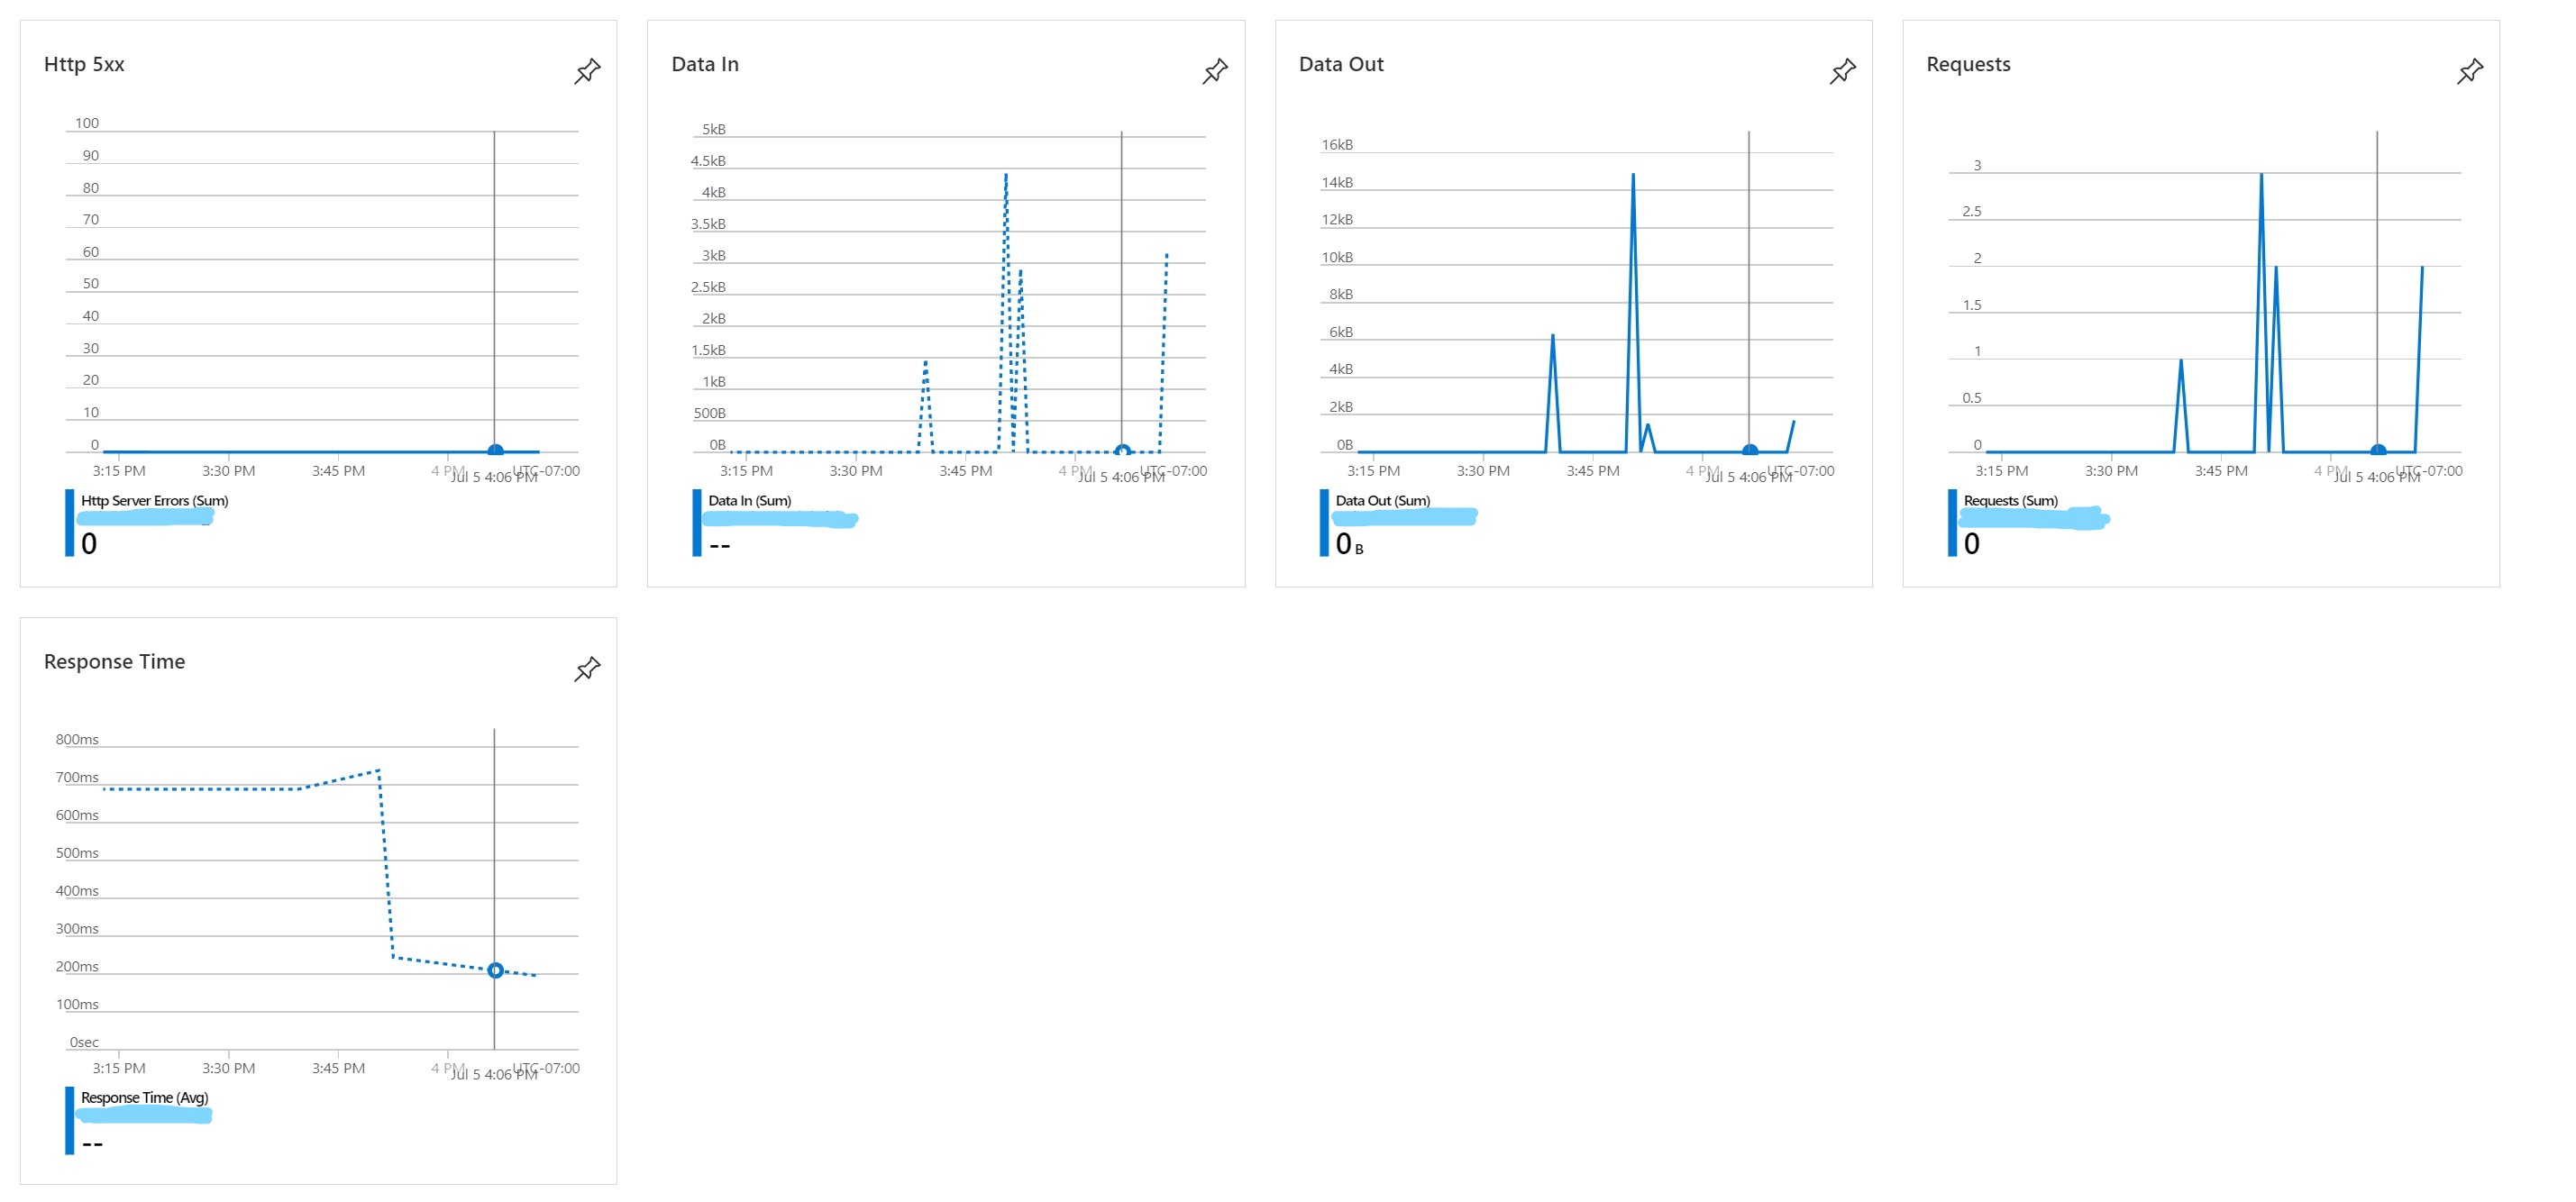 Http 5xx
100
90
80
70
60
50
40
30
20
10
0
3:15 PM 3:30 PM 3:45 PM 4 PM UTC-07:00
Jul 5 4:06 PM
Http Server Errors (Sum)
0
Data In
5kB
4.5kB
4kB
3.5kB
3kB
2.5kB
2kB
1.5kB
1kB
500B
0B
3:15 PM 3:30 PM 3:45 PM 4 PM UTC-07:00
Jul 5 4:06 PM
Data In (Sum)
--
Data Out
16kB
14kB
12kB
10kB
8kB
6kB
4kB
2kB
0B
3:15 PM 3:30 PM 3:45 PM 4 PM UTC-07:00
Jul 5 4:06 PM
Data Out (Sum)
0 B
Requests
3
2.5
2
1.5
1
0.5
0
3:15 PM 3:30 PM 3:45 PM 4 PM UTC-07:00
Jul 5 4:06 PM
Requests (Sum)
0
Response Time
800ms
700ms
600ms
500ms
400ms
300ms
200ms
100ms
0sec
3:15 PM 3:30 PM 3:45 PM 4 PM UTC-07:00
Jul 5 4:06 PM
Response Time (Avg)
--